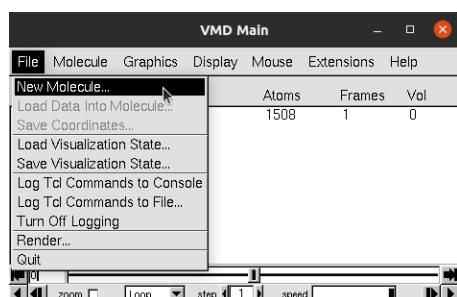 VMD Main
File Molecule Graphics Display Mouse Extensions Help
New Molecule...
Atoms Frames Vol
Load Data Into Molecule...
1508 1 0
Save Coordinates...
Load Visualization State...
Save Visualization State...
Log Tcl Commands to Console
Log Tcl Commands to File...
Turn Off Logging
Render...
Quit
0
zoom Loop step 1 speed